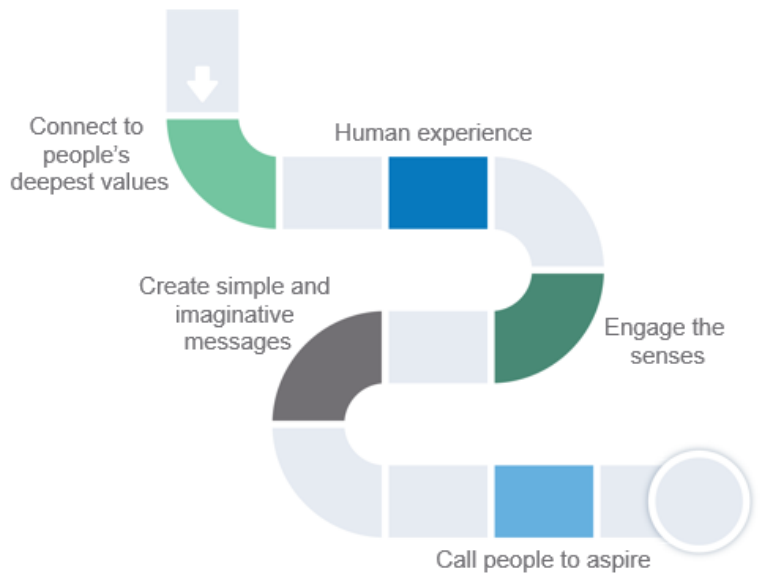 Connect to
people's
deepest values
Human experience
Engage the
senses
Create simple and
imaginative
messages
Call people to aspire